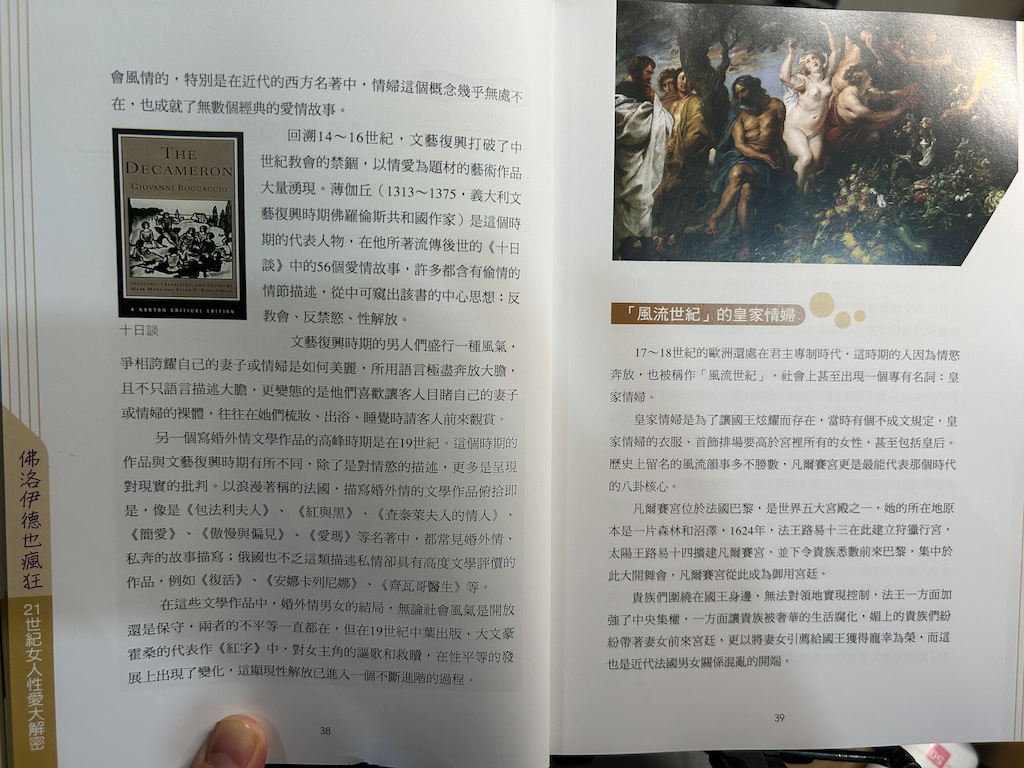 會風情的，特別是在近代的西方名著中，情婦這個概念幾乎無處不
在，也成就了無數個經典的愛情故事。
THE
DECAMERON
GIOVANNI BOCCACCIO
SELECTED, TRANSLATED, AND EDITED BY
MARK MUSA AND PETER E. BONDANELLA
A NORTON CRITICAL EDITION
十日談
回溯14～16世紀，文藝復興打破了中
世紀教會的禁錮，以情愛為題材的藝術作品
大量湧現。薄伽丘（1313～1375，義大利文
藝復興時期佛羅倫斯共和國作家）是這個時
期的代表人物，在他所著流傳後世的《十日
談》中的56個愛情故事，許多都含有偷情的
情節描述，從中可窺出該書的中心思想：反
教會、反禁慾、性解放。
文藝復興時期的男人們盛行一種風氣，
爭相誇耀自己的妻子或情婦是如何美麗，所用語言極盡奔放大膽，
且不只語言描述大膽，更變態的是他們喜歡讓客人目睹自己的妻子
或情婦的裸體，往往在她們梳妝、出浴、睡覺時請客人前來觀賞。
另一個寫婚外情文學作品的高峰時期是在19世紀。這個時期的
作品與文藝復興時期有所不同，除了是對情慾的描述，更多是呈現
對現實的批判。以浪漫著稱的法國，描寫婚外情的文學作品俯拾即
是，像是《包法利夫人》、《紅與黑》、《查泰萊夫人的情人》、
《簡愛》、《傲慢與偏見》、《愛瑪》等名著中，都常見婚外情、
私奔的故事描寫；俄國也不乏這類描述私情卻具有高度文學評價的
作品，例如《復活》、《安娜卡列尼娜》、《齊瓦哥醫生》等。
在這些文學作品中，婚外情男女的結局，無論社會風氣是開放
還是保守，兩者的不平等一直都在，但在19世紀中葉出版、大文豪
霍桑的代表作《紅字》中，對女主角的謳歌和救贖，在性平等的發
展上出現了變化，這顯現性解放已進入一個不斷進階的過程。
38
佛洛伊德也瘋狂
21世紀女人性愛大解密
「風流世紀」的皇家情婦
17～18世紀的歐洲還處在君主專制時代，這時期的人因為情慾
奔放，也被稱作「風流世紀」，社會上甚至出現一個專有名詞：皇
家情婦。
皇家情婦是為了讓國王炫耀而存在，當時有個不成文規定，皇
家情婦的衣服、首飾排場要高於宮裡所有的女性，甚至包括皇后。
歷史上留名的風流韻事多不勝數，凡爾賽宮更是最能代表那個時代
的八卦核心。
凡爾賽宮位於法國巴黎，是世界五大宮殿之一，她的所在地原
本是一片森林和沼澤，1624年，法王路易十三在此建立狩獵行宮，
太陽王路易十四擴建凡爾賽宮，並下令貴族悉數前來巴黎，集中於
此大開舞會，凡爾賽宮從此成為御用宮廷。
貴族們圍繞在國王身邊，無法對領地實現控制，法王一方面加
強了中央集權，一方面讓貴族被奢華的生活腐化，媚上的貴族們紛
紛帶著妻女前來宮廷，更以將妻女引薦給國王獲得寵幸為榮，而這
也是近代法國男女關係混亂的開端。
39